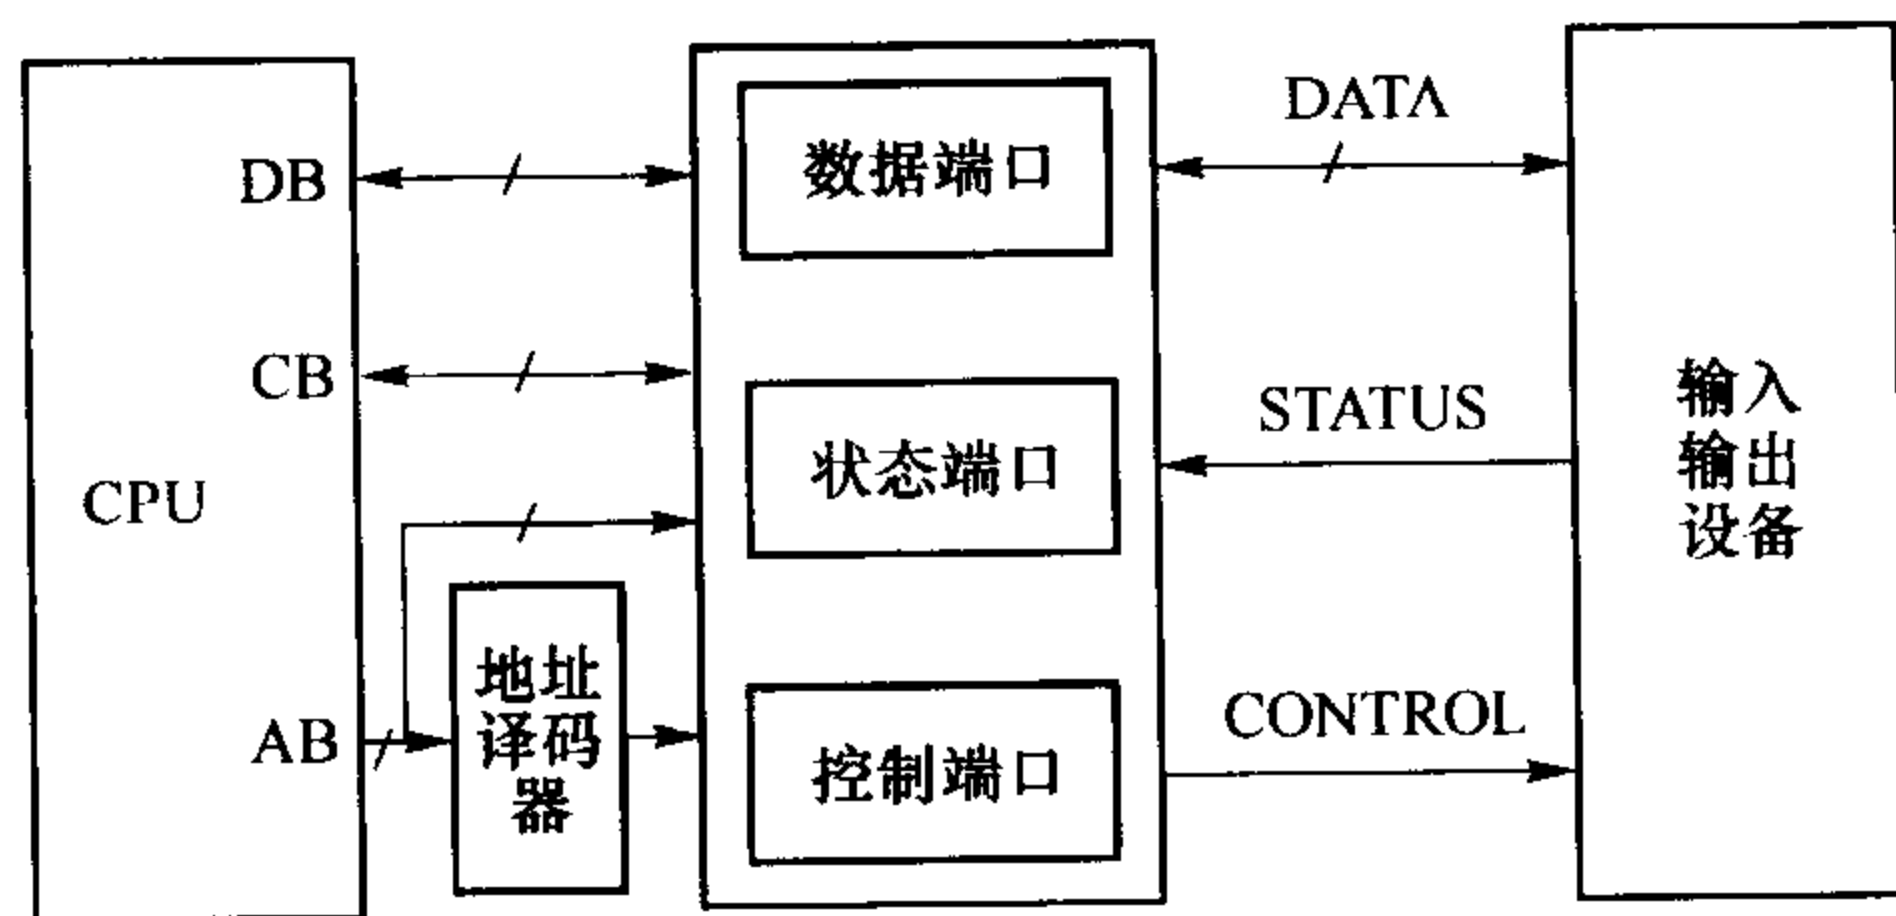 CPU
DB
CB
AB
地址
译码
器
数据端口
状态端口
控制端口
DATA
STATUS
CONTROL
输入
输出
设备